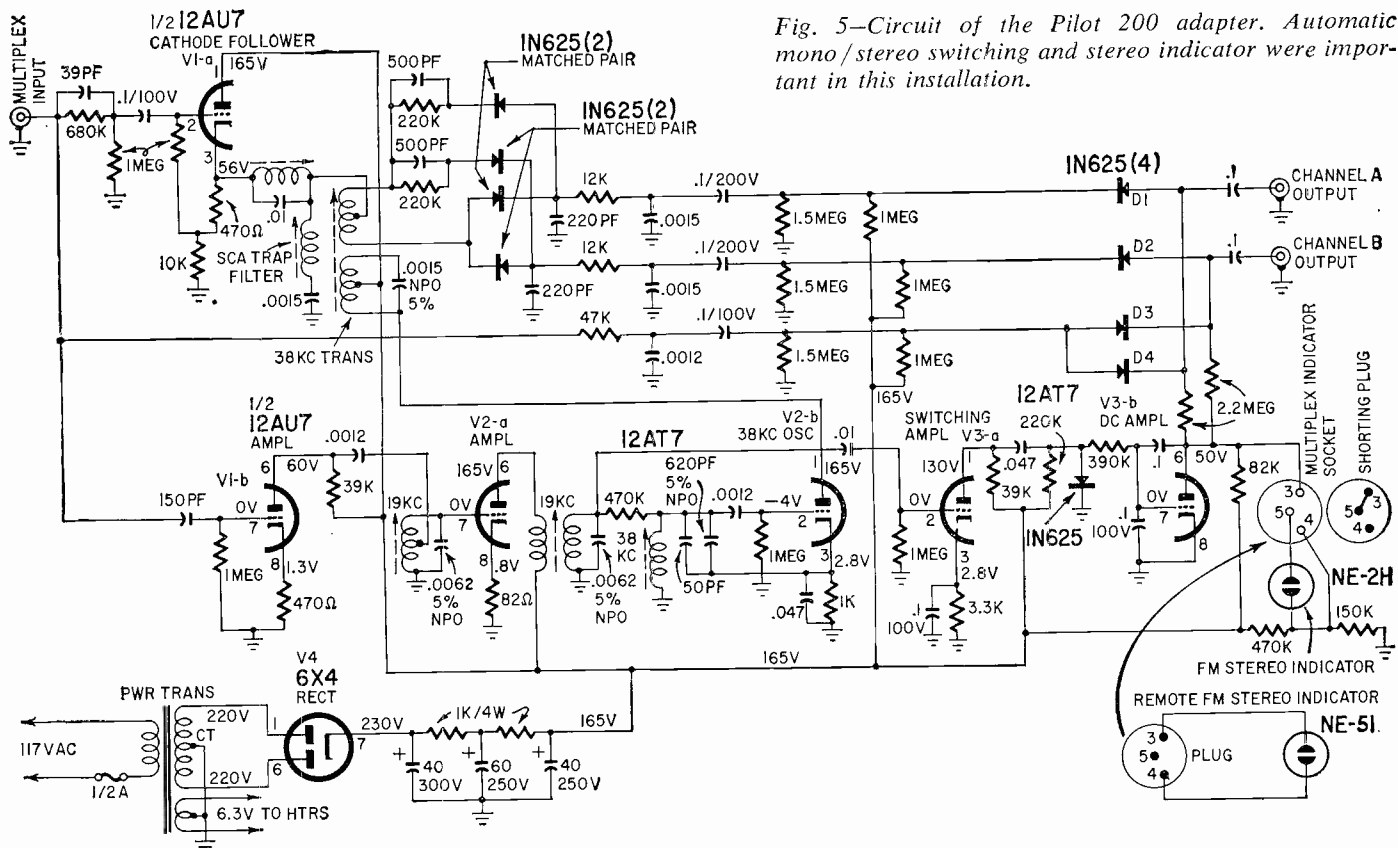 Fig. 5—Circuit of the Pilot 200 adapter. Automatic
mono/stereo switching and stereo indicator were impor-
tant in this installation.
MULTIPLEX
INPUT
39PF
680K
.1/100V
1MEG
1/2 12AU7
CATHODE FOLLOWER
V1-a
165V
1
2
3
56V
.01
470Ω
10K
SCA TRAP
FILTER
.0015
38KC TRANS
.0015
NPO
5%
500PF
220K
500PF
220K
1N625(2)
MATCHED PAIR
1N625(2)
MATCHED PAIR
12K
.1/200V
220PF
.0015
1.5MEG
1MEG
12K
.1/200V
220PF
.0015
1.5MEG
1MEG
47K
.1/100V
.0012
1.5MEG
1MEG
165V
1N625(4)
D1
D2
D3
D4
.1
CHANNEL A
OUTPUT
.1
CHANNEL B
OUTPUT
2.2MEG
MULTIPLEX INDICATOR
SOCKET
SHORTING PLUG
3
5
4
3
5
4
1/2
12AU7
AMPL
V1-b
150PF
0V
7
6
60V
8
1.3V
1MEG
470Ω
.0012
39K
19KC
.0062
5%
NPO
V2-a
AMPL
165V
6
0V
7
8
.8V
82Ω
19KC
12AT7
.0062
5%
NPO
470K
38
KC
620PF
5%
NPO
50PF
.0012
1MEG
V2-b
38KC OSC
1
165V
-4V
2
3
2.8V
.047
1K
.01
SWITCHING
AMPL
V3-a
130V
1
0V
2
3
2.8V
1MEG
.1
100V
3.3K
12AT7
.047
39K
220K
1N625
390K
V3-b
DC AMPL
.1
6
50V
0V
7
8
.1
100V
82K
NE-2H
150K
470K
FM STEREO INDICATOR
REMOTE FM STEREO INDICATOR
3
5
4
PLUG
NE-51
165V
PWR TRANS
117VAC
1/2A
220V
CT
220V
6.3V TO HTRS
V4
6X4
RECT
1
6
7
230V
1K/4W
165V
+
40
300V
+
60
250V
+
40
250V